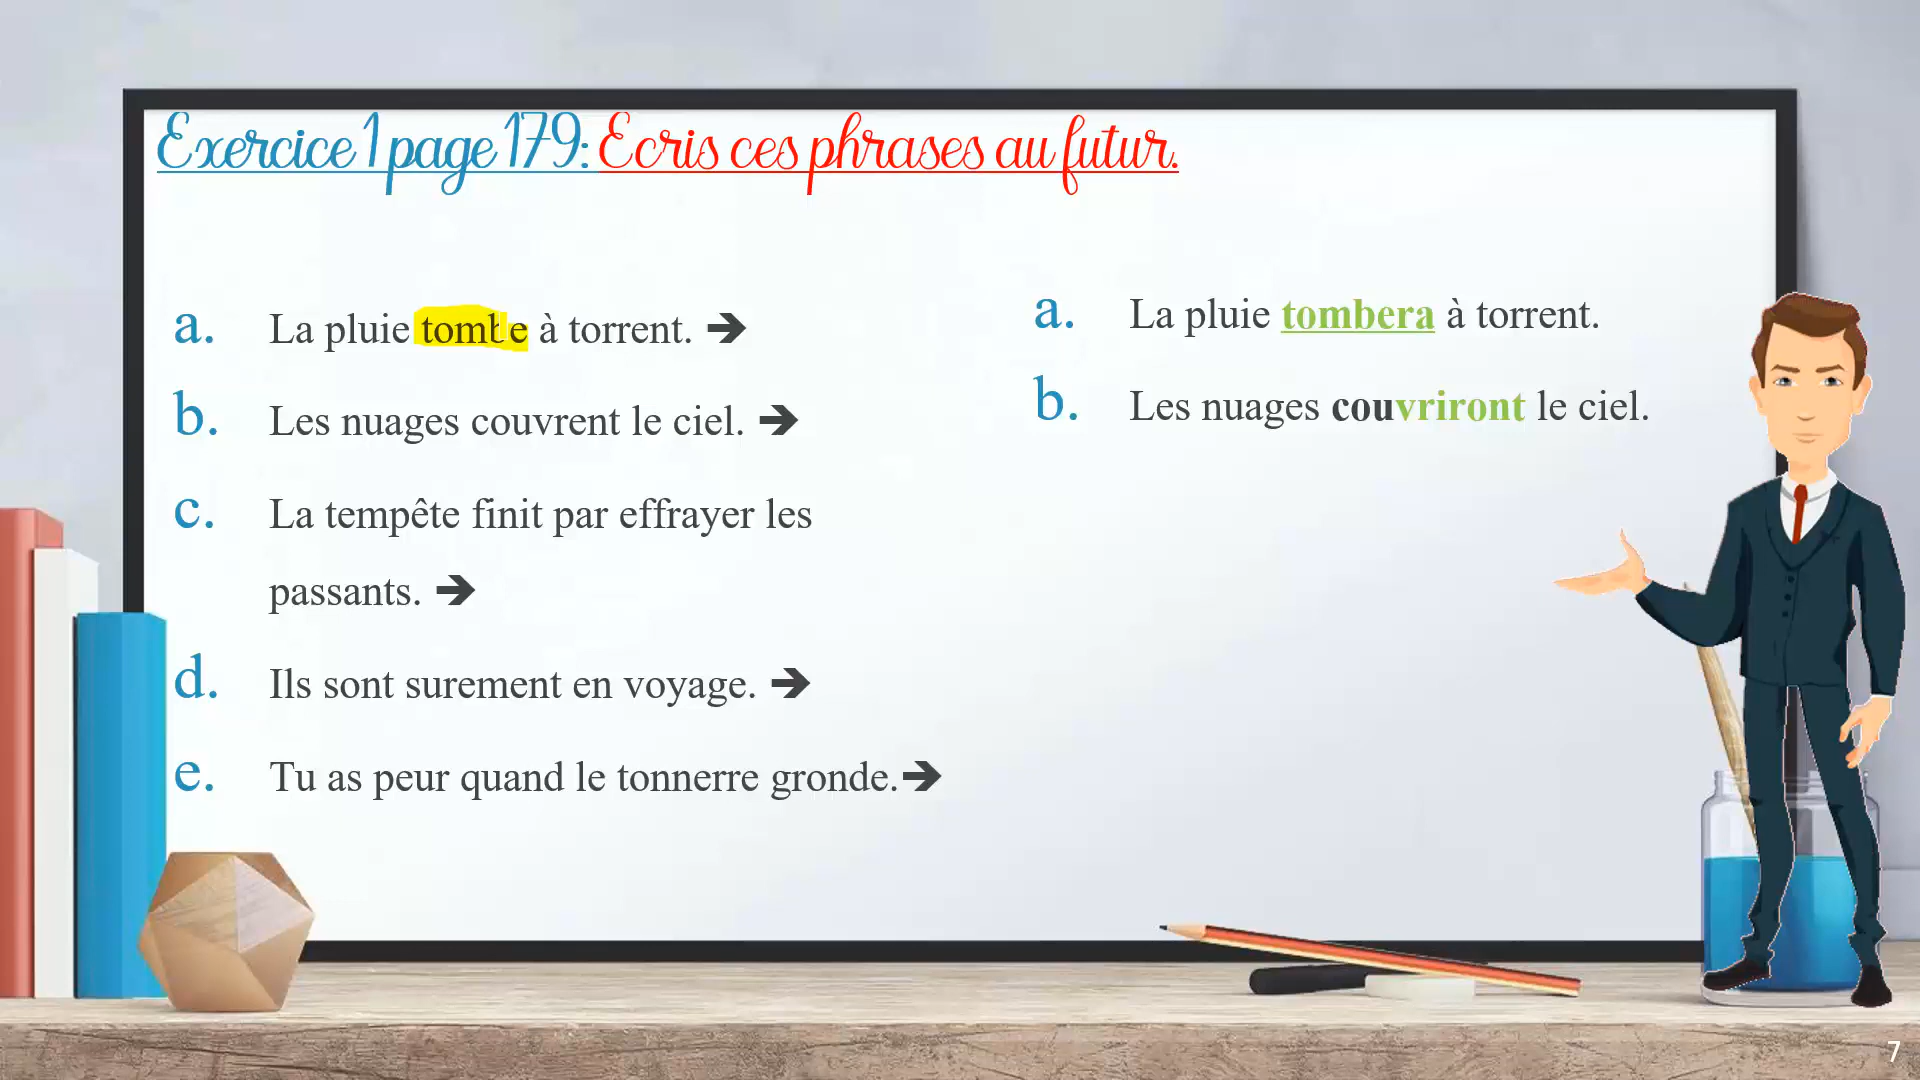 Exercice 1 page 179: Ecris ces phrases au futur.
a. La pluie tombe à torrent. ➔
b. Les nuages couvrent le ciel. ➔
c. La tempête finit par effrayer les
passants. ➔
d. Ils sont surement en voyage. ➔
e. Tu as peur quand le tonnerre gronde.➔
a. La pluie tombera à torrent.
b. Les nuages couvriront le ciel.
7